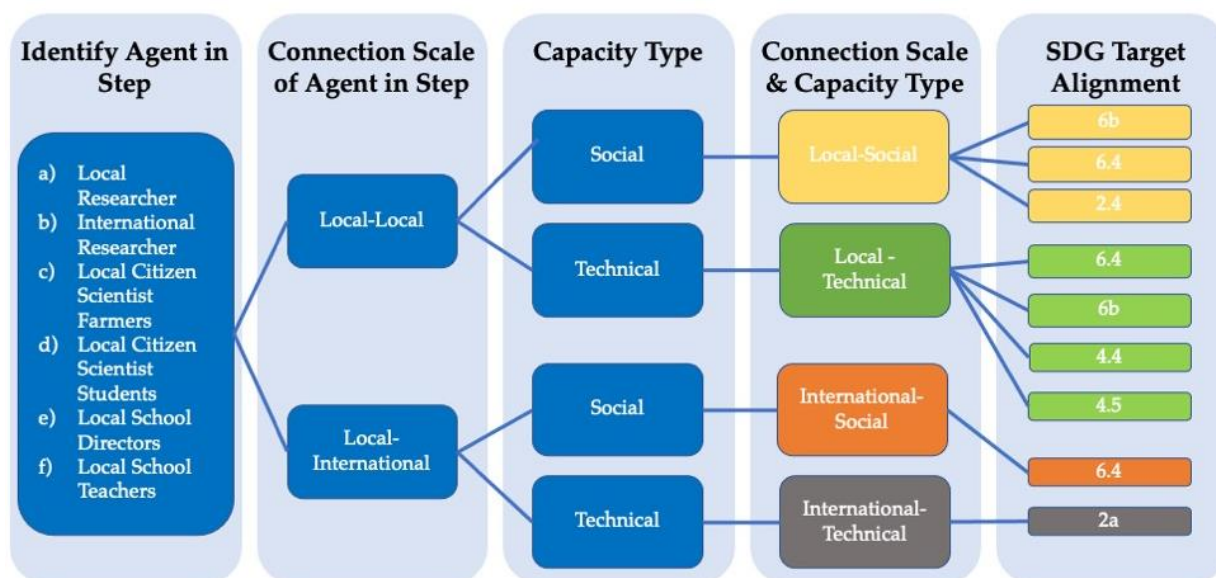 Identify Agent in
Step
Connection Scale
of Agent in Step
Capacity Type
Connection Scale
& Capacity Type
SDG Target
Alignment
a) Local
Researcher
b) International
Researcher
c) Local Citizen
Scientist
Farmers
d) Local Citizen
Scientist
Students
e) Local School
Directors
f) Local School
Teachers
Local-Local
Local-
International
Social
Technical
Social
Technical
Local-Social
Local -
Technical
International-
Social
International-
Technical
6b
6.4
2.4
6.4
6b
4.4
4.5
6.4
2a